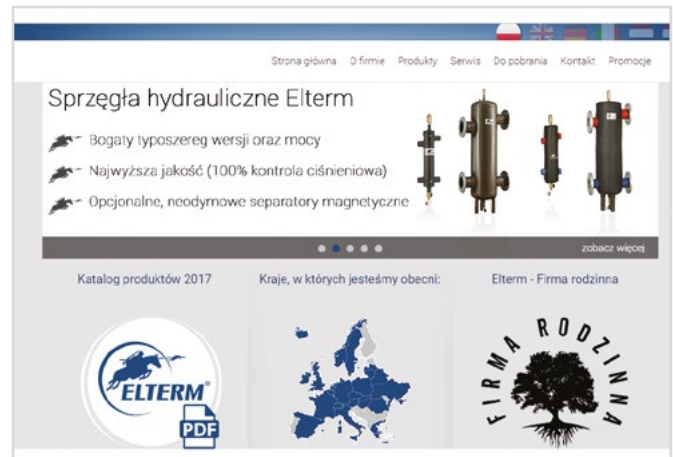 Strona główna O firmie Produkty Serwis Do pobrania Kontakt Promocje
Sprzęgła hydrauliczne Elterm
Bogaty typoszereg wersji oraz mocy
Najwyższa jakość (100% kontrola ciśnieniowa)
Opcjonalne, neodymowe separatory magnetyczne
zobacz więcej
Katalog produktów 2017
Kraje, w których jesteśmy obecni:
Elterm - Firma rodzinna
ELTERM
PDF
FIRMA RODZINNA